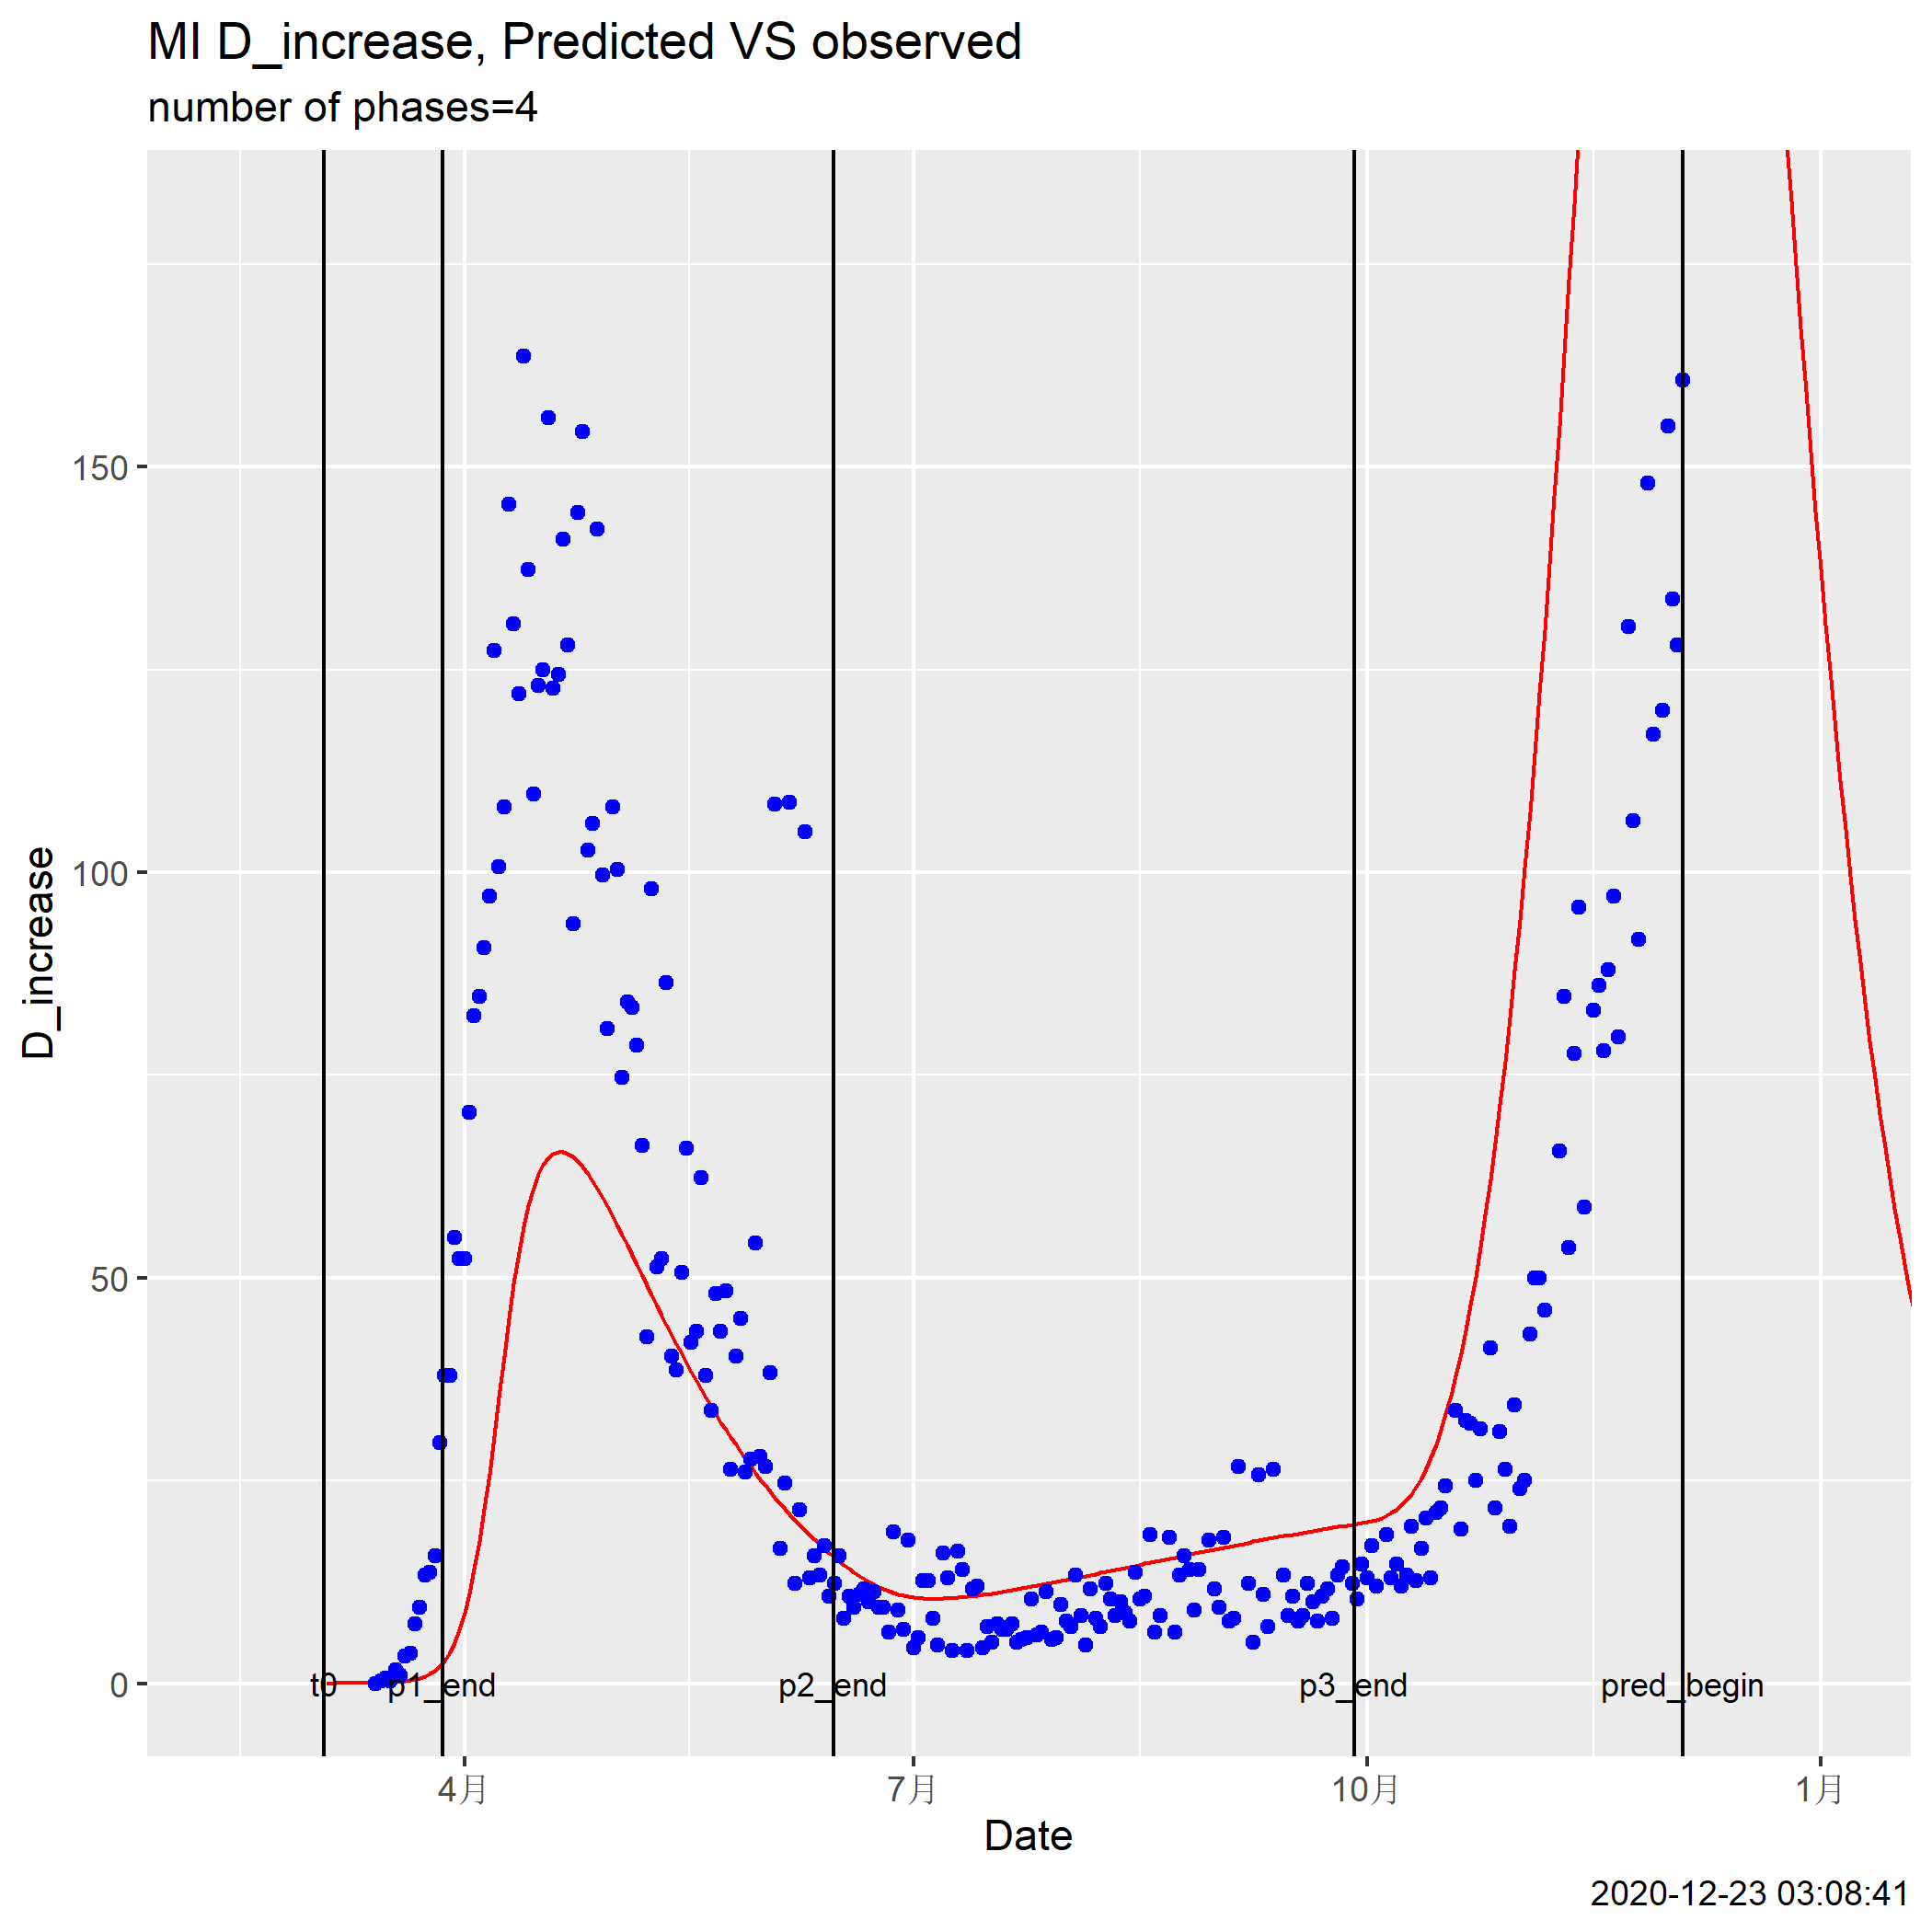 MI D_increase, Predicted VS observed
number of phases=4
150
100
50
0
D_increase
t0
p1_end
p2_end
p3_end
pred_begin
4月
7月
10月
1月
Date
2020-12-23 03:08:41